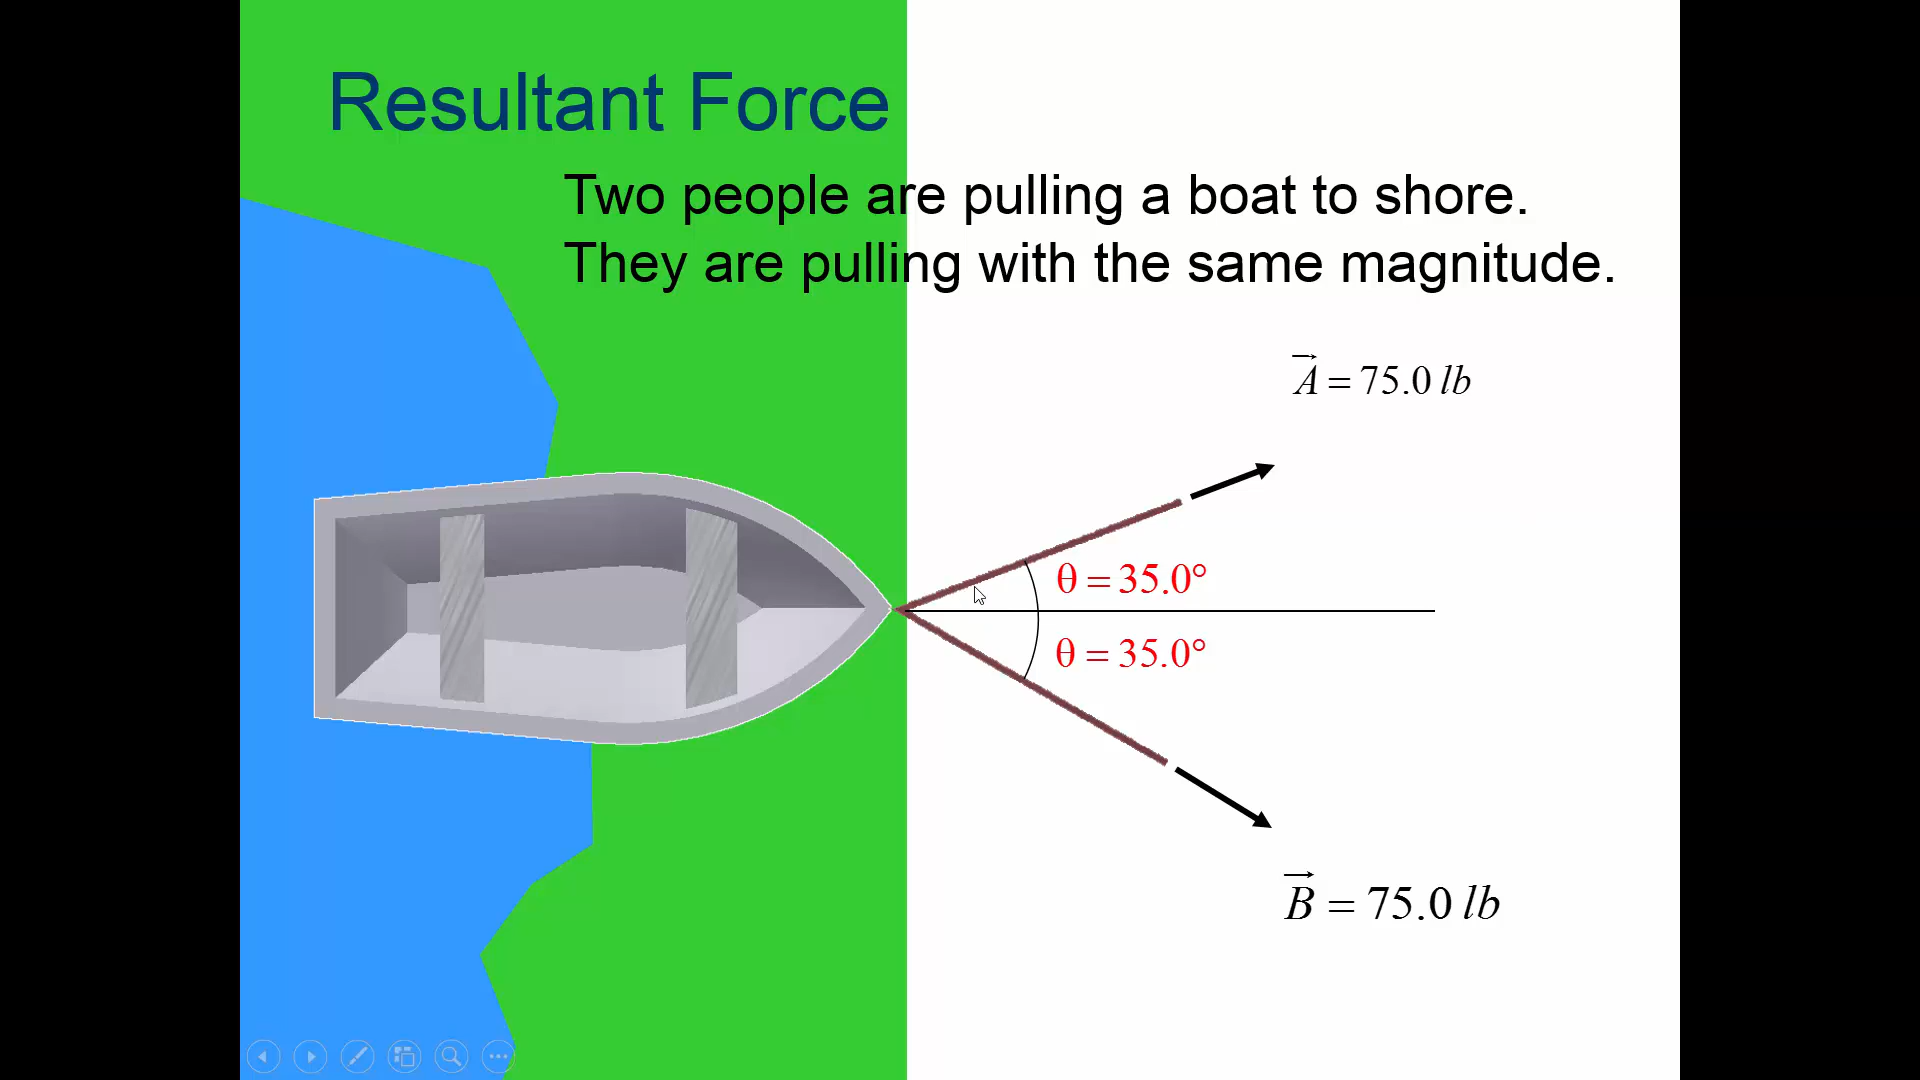 Resultant Force
Two people are pulling a boat to shore.
They are pulling with the same magnitude.
A = 75.0 lb
θ = 35.0°
θ = 35.0°
B = 75.0 lb